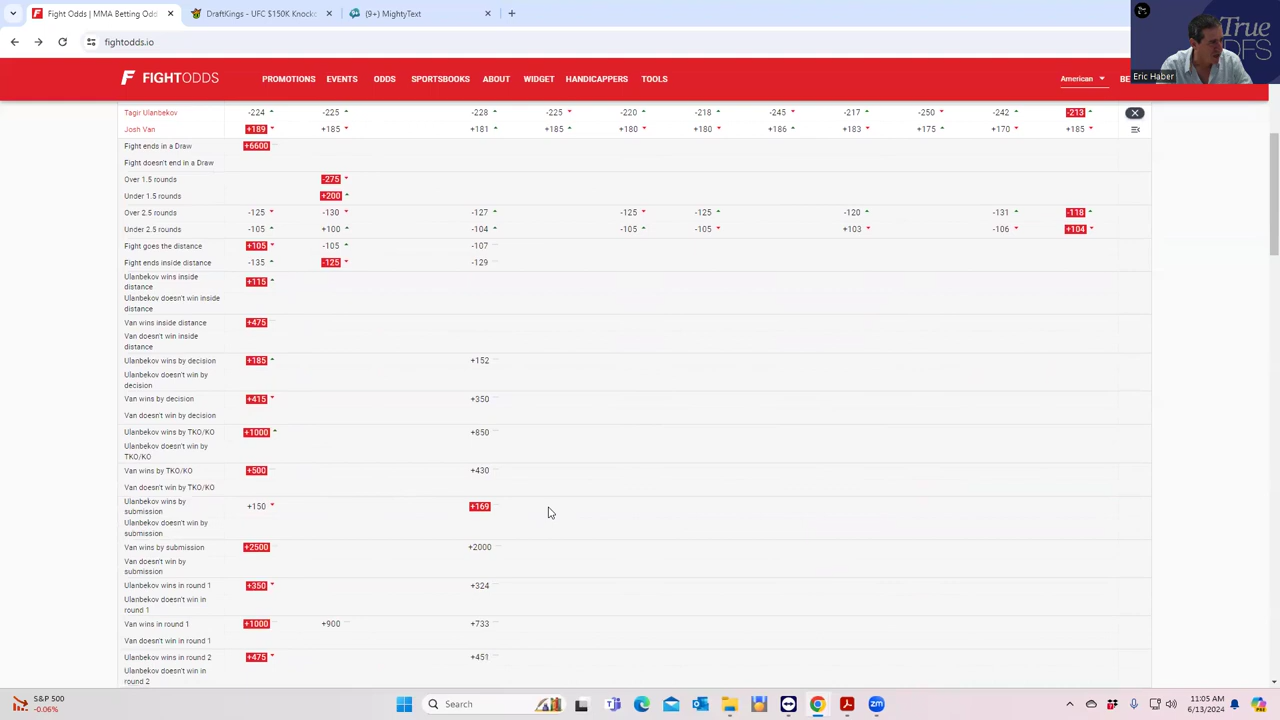 Fight Odds | MMA Betting Odd
DraftKings - UFC $150K Knocko
(9+) MightyText
fightodds.io
True
DFS
Eric Haber
FIGHTODDS
PROMOTIONS EVENTS ODDS SPORTSBOOKS ABOUT WIDGET HANDICAPPERS TOOLS
American
BE
Tagir Ulanbekov -224 -225 -228 -225 -220 -218 -245 -217 -250 -242 -213
Josh Van +189 +185 +181 +185 +180 +180 +186 +183 +175 +170 +185
Fight ends in a Draw +6600
Fight doesn't end in a Draw
Over 1.5 rounds -275
Under 1.5 rounds +200
Over 2.5 rounds -125 -130 -127 -125 -125 -120 -131 -118
Under 2.5 rounds -105 +100 -104 -105 -105 +103 -106 +104
Fight goes the distance +105 -105 -107
Fight ends inside distance -135 -125 -129
Ulanbekov wins inside
distance +115
Ulanbekov doesn't win inside
distance
Van wins inside distance +475
Van doesn't win inside
distance
Ulanbekov wins by decision +185 +152
Ulanbekov doesn't win by
decision
Van wins by decision +415 +350
Van doesn't win by decision
Ulanbekov wins by TKO/KO +1000 +850
Ulanbekov doesn't win by
TKO/KO
Van wins by TKO/KO +500 +430
Van doesn't win by TKO/KO
Ulanbekov wins by
submission +150 +169
Ulanbekov doesn't win by
submission
Van wins by submission +2500 +2000
Van doesn't win by
submission
Ulanbekov wins in round 1 +350 +324
Ulanbekov doesn't win in
round 1
Van wins in round 1 +1000 +900 +733
Van doesn't win in round 1
Ulanbekov wins in round 2 +475 +451
Ulanbekov doesn't win in
round 2
S&P 500
-0.06%
Search
11:05 AM
6/13/2024